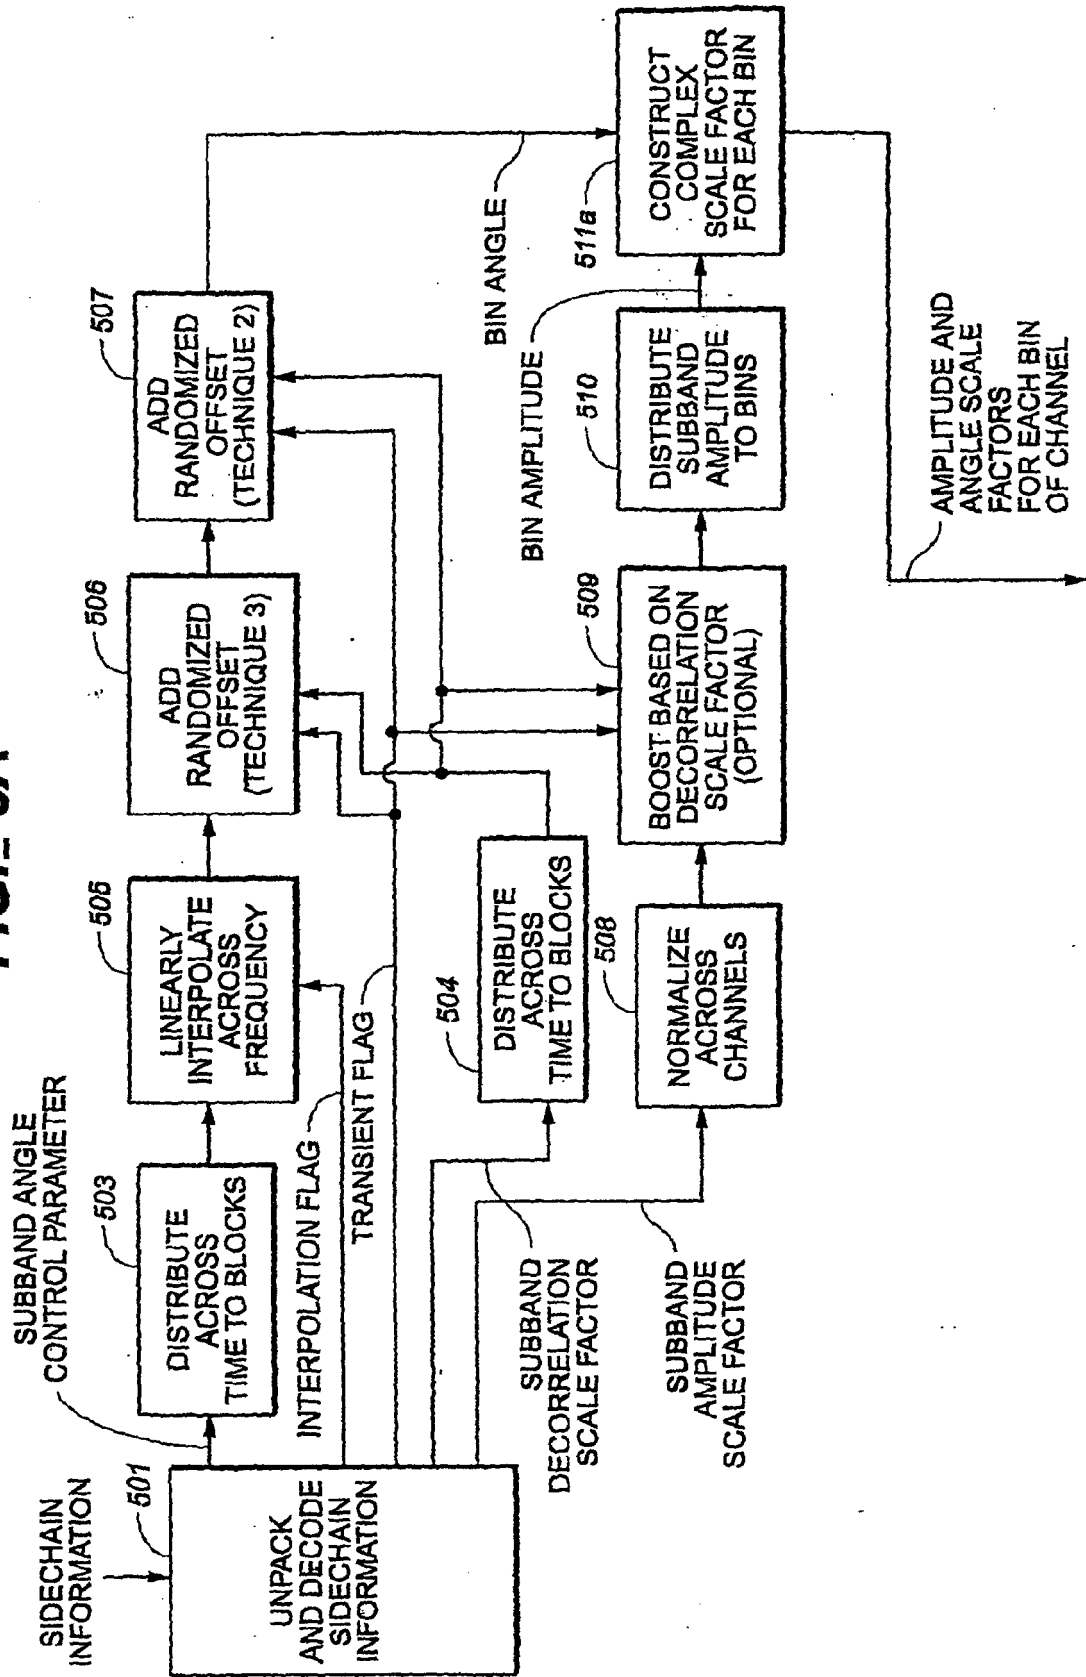 SIDECHAIN
INFORMATION
501
UNPACK
AND DECODE
SIDECHAIN
INFORMATION
SUBBAND ANGLE
CONTROL PARAMETER
503
DISTRIBUTE
ACROSS
TIME TO BLOCKS
505
LINEARLY
INTERPOLATE
ACROSS
FREQUENCY
506
ADD
RANDOMIZED
OFFSET
(TECHNIQUE 3)
507
ADD
RANDOMIZED
OFFSET
(TECHNIQUE 2)
INTERPOLATION FLAG
TRANSIENT FLAG
504
DISTRIBUTE
ACROSS
TIME TO BLOCKS
SUBBAND
DECORRELATION
SCALE FACTOR
SUBBAND
AMPLITUDE
SCALE FACTOR
508
NORMALIZE
ACROSS
CHANNELS
509
BOOST BASED ON
DECORRELATION
SCALE FACTOR
(OPTIONAL)
510
DISTRIBUTE
SUBBAND
AMPLITUDE
TO BINS
BIN AMPLITUDE
BIN ANGLE
511a
CONSTRUCT
COMPLEX
SCALE FACTOR
FOR EACH BIN
AMPLITUDE AND
ANGLE SCALE
FACTORS
FOR EACH BIN
OF CHANNEL